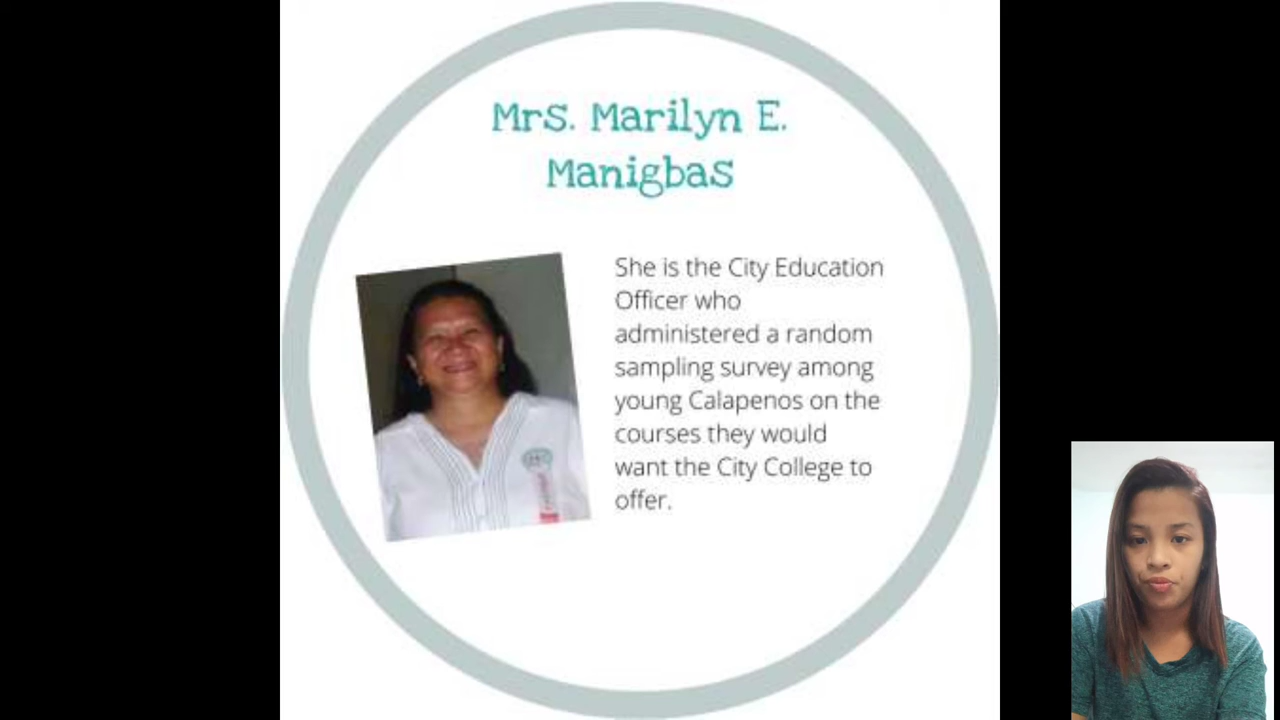 Mrs. Marilyn E.
Manigbas
She is the City Education
Officer who
administered a random
sampling survey among
young Calapenos on the
courses they would
want the City College to
offer.